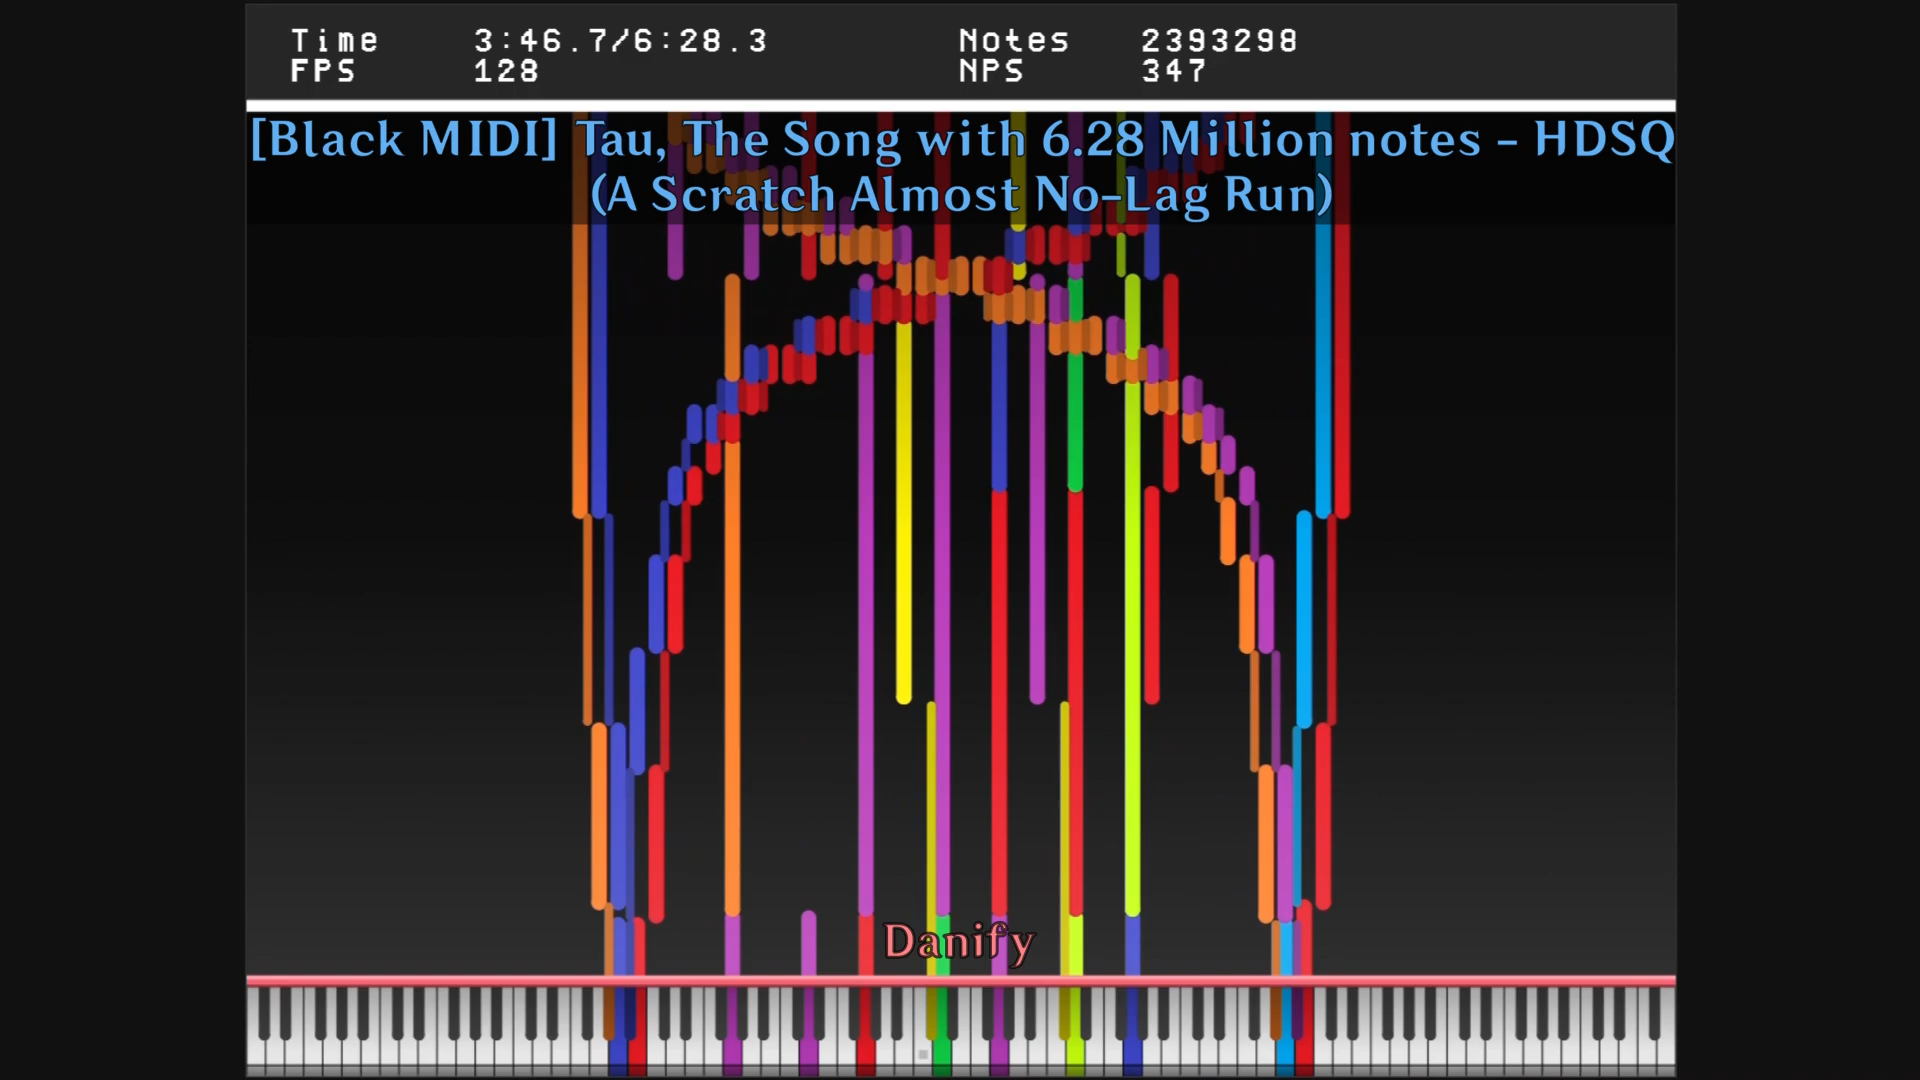 Time 3:46.7/6:28.3 Notes 2393298
FPS 128 NPS 347
[Black MIDI] Tau, The Song with 6.28 Million notes - HDSQ
(A Scratch Almost No-Lag Run)
Danify